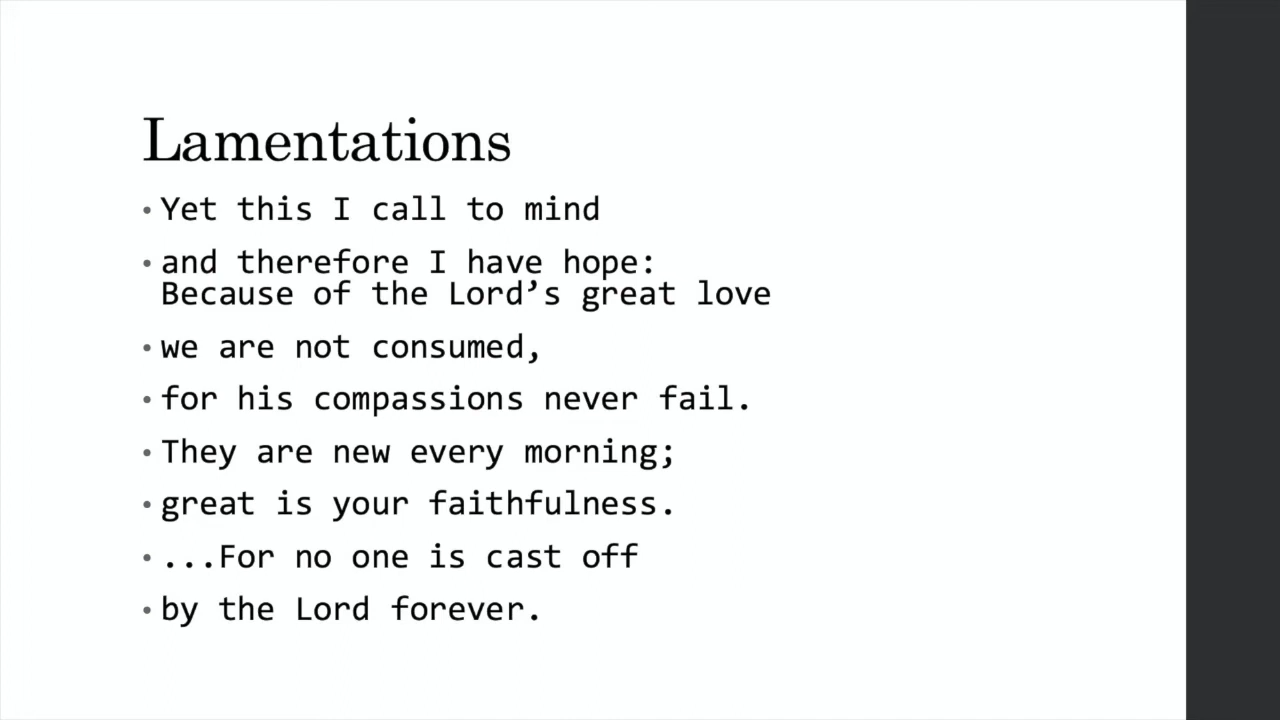 Lamentations
• Yet this I call to mind
• and therefore I have hope:
Because of the Lord’s great love
• we are not consumed,
• for his compassions never fail.
• They are new every morning;
• great is your faithfulness.
• ...For no one is cast off
• by the Lord forever.